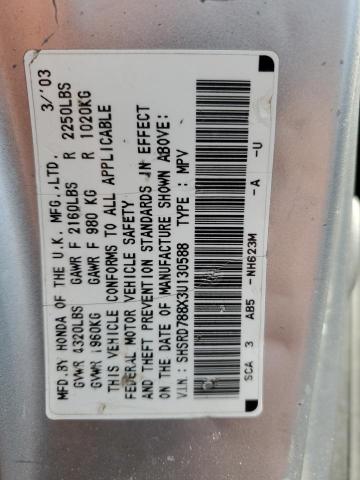 MFD.BY HONDA OF THE U.K. MFG.,LTD. 3/'03
GVWR 4320LBS GAWR F 2160LBS R 2250LBS
GVWR 1960KG GAWR F 980 KG R 1020KG
THIS VEHICLE CONFORMS TO ALL APPLICABLE
FEDERAL MOTOR VEHICLE SAFETY
AND THEFT PREVENTION STANDARDS IN EFFECT
ON THE DATE OF MANUFACTURE SHOWN ABOVE:
V.I.N.: SHSRD788X3U130588 TYPE: MPV
SCA 3 AB5 -NH623M -A -U